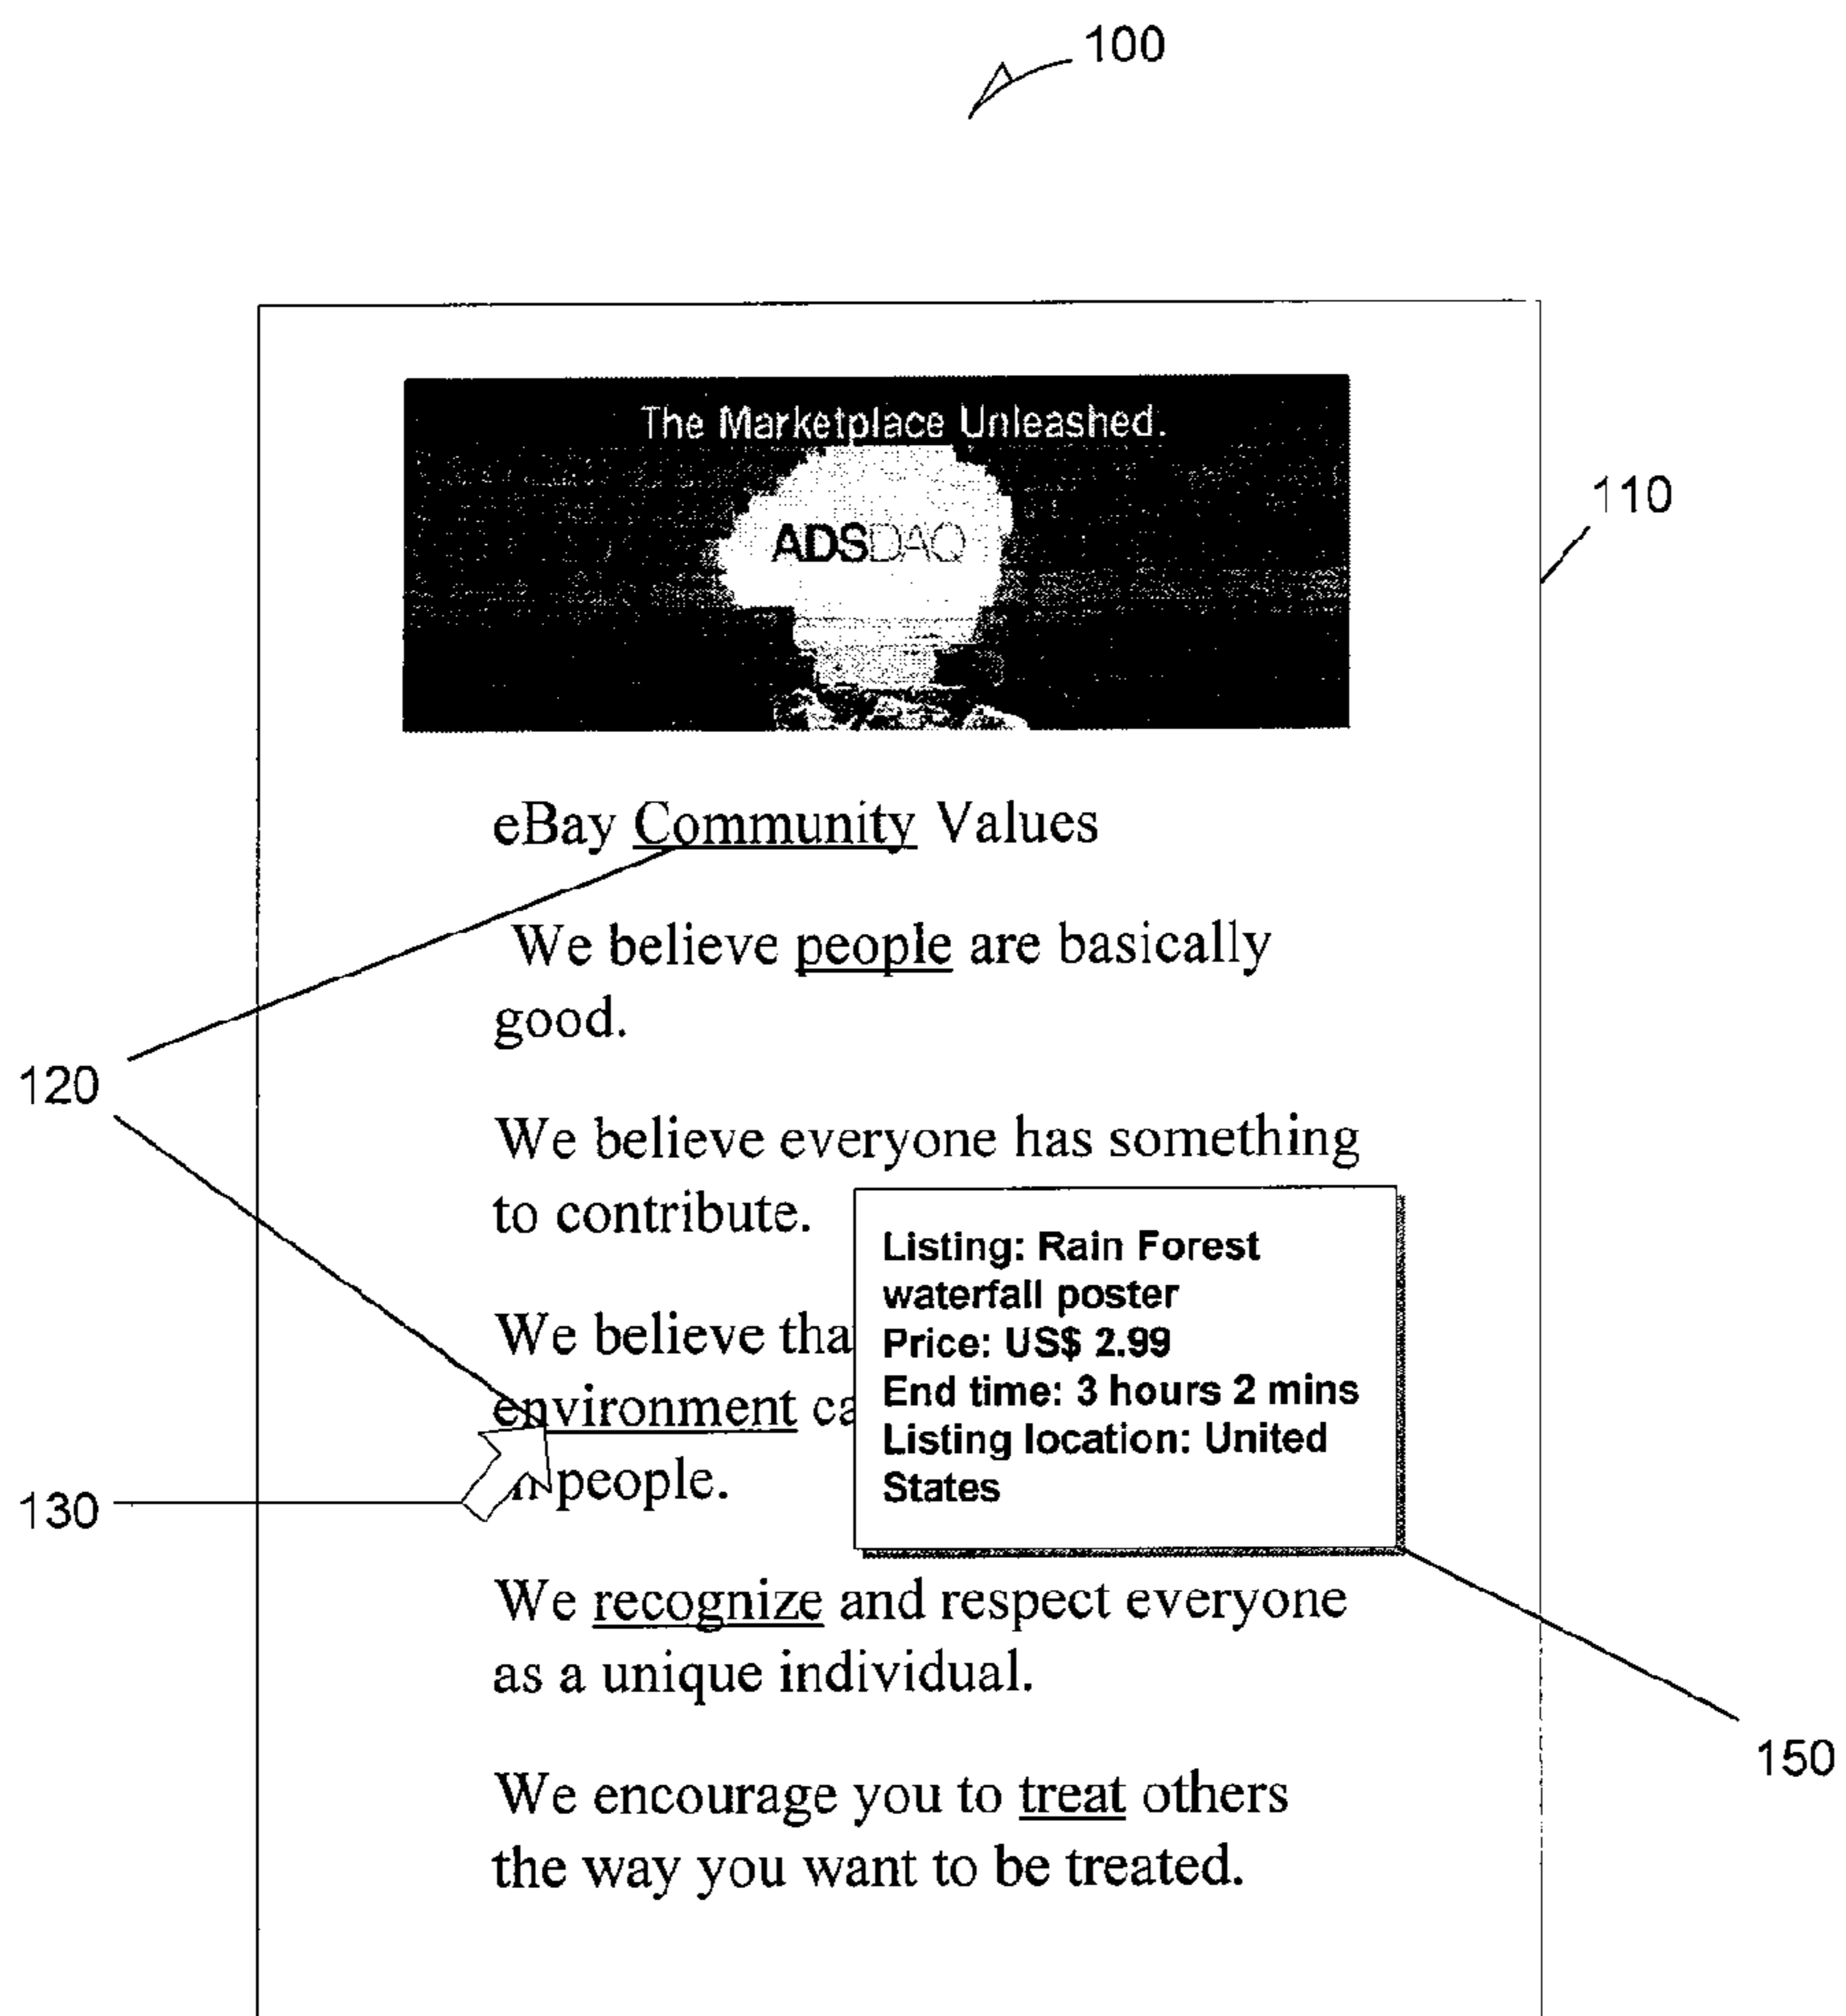 100
The Marketplace Unleashed.
ADSDAQ
110
eBay Community Values
We believe people are basically
good.
120
We believe everyone has something
to contribute.
We believe tha
environment ca
people.
Listing: Rain Forest
waterfall poster
Price: US$ 2.99
End time: 3 hours 2 mins
Listing location: United
States
130
We recognize and respect everyone
as a unique individual.
150
We encourage you to treat others
the way you want to be treated.